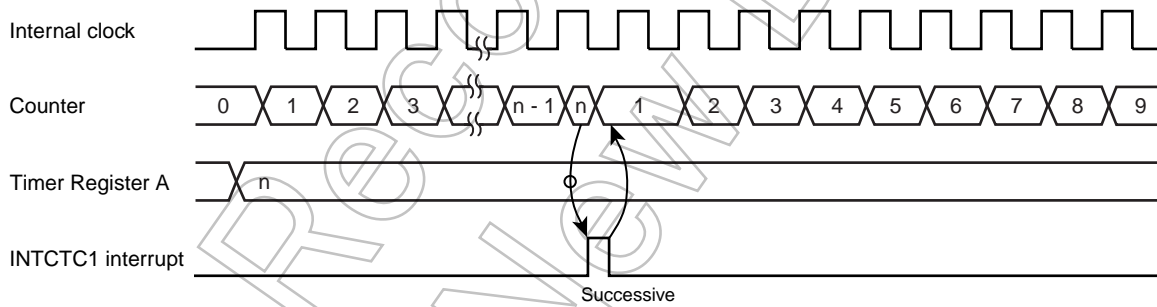 Internal clock
Counter 0 1 2 3 n - 1 n 1 2 3 4 5 6 7 8 9
Timer Register A n
INTCTC1 interrupt
Successive